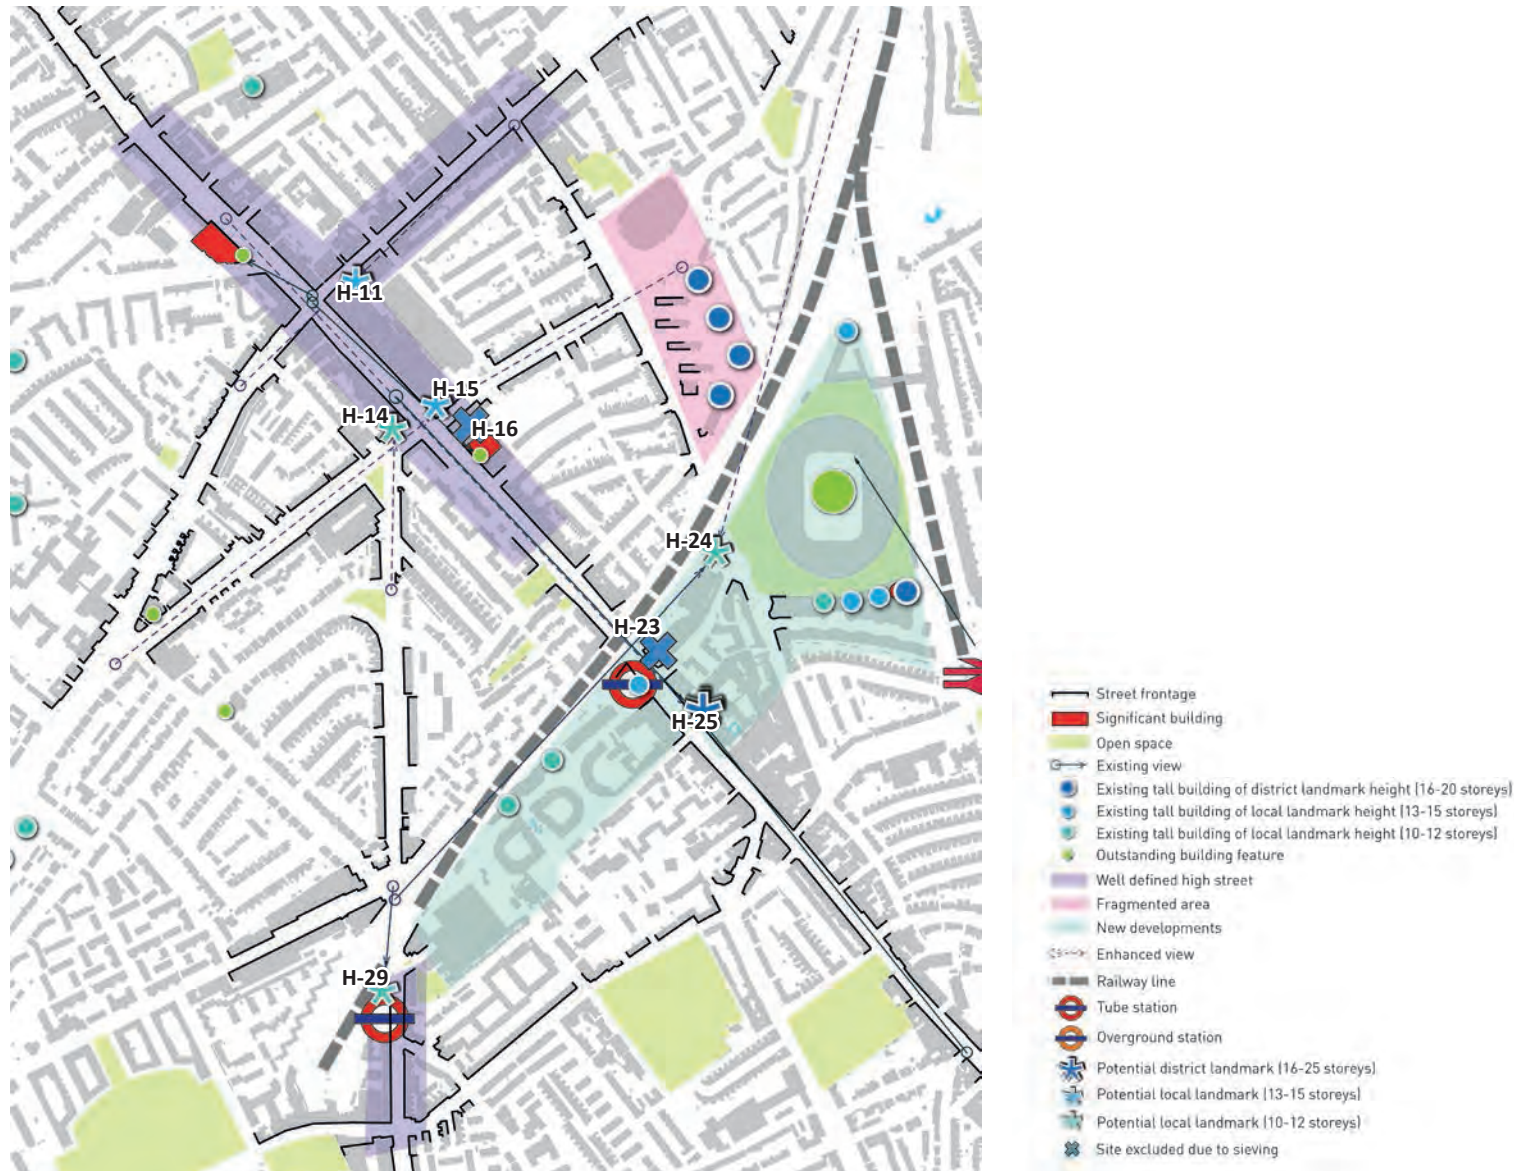 H-11
H-15
H-14
H-16
H-24
H-23
H-25
H-29
Street frontage
Significant building
Open space
Existing view
Existing tall building of district landmark height (16-20 storeys)
Existing tall building of local landmark height (13-15 storeys)
Existing tall building of local landmark height (10-12 storeys)
Outstanding building feature
Well defined high street
Fragmented area
New developments
Enhanced view
Railway line
Tube station
Overground station
Potential district landmark (16-25 storeys)
Potential local landmark (13-15 storeys)
Potential local landmark (10-12 storeys)
Site excluded due to sieving